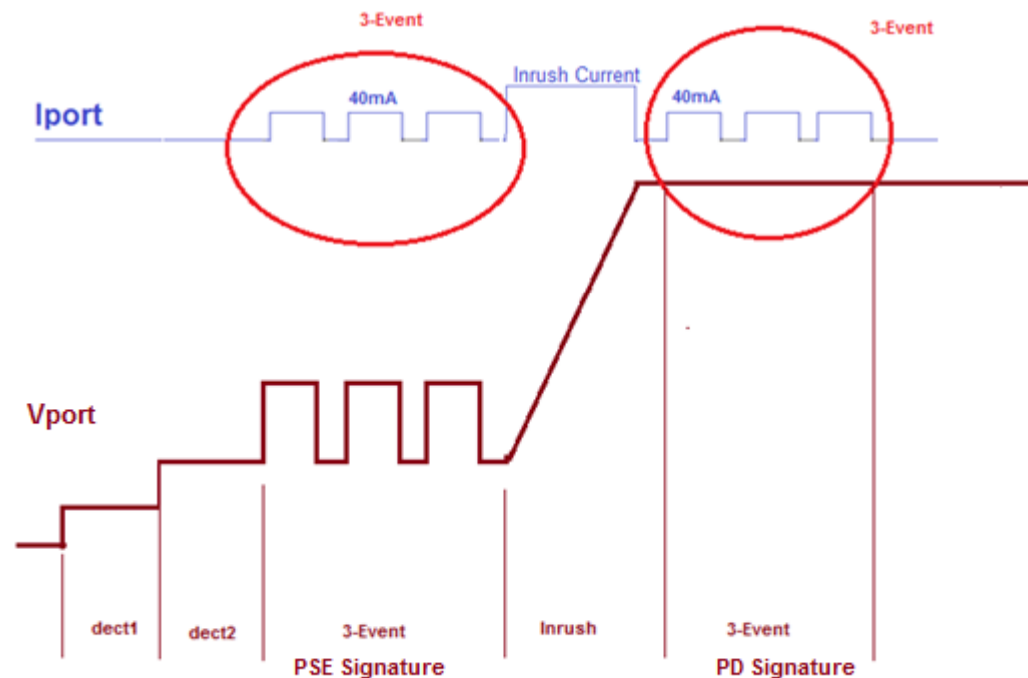 3-Event
3-Event
Inrush Current
40mA
40mA
Iport
Vport
dect1
dect2
3-Event
Inrush
3-Event
PSE Signature
PD Signature